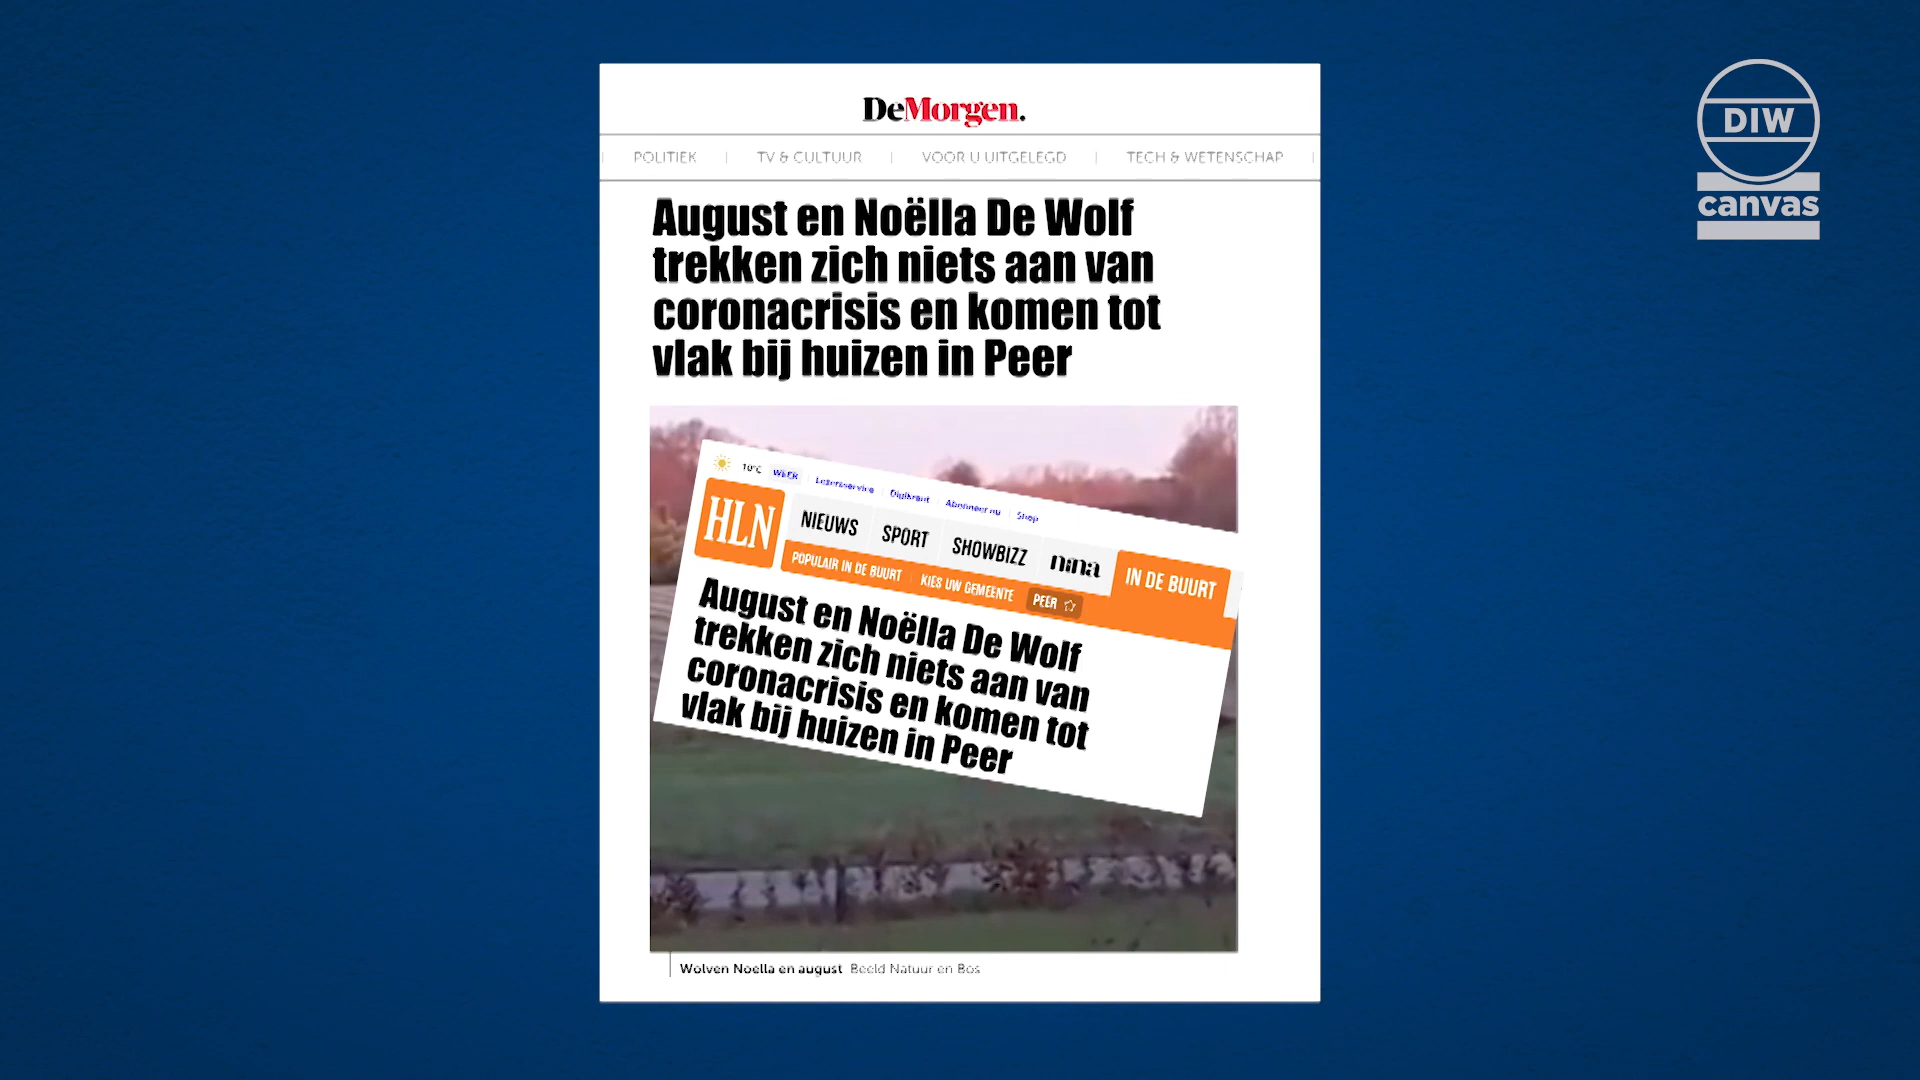 DeMorgen.
POLITIEK
TV & CULTUUR
VOOR U UITGELEGD
TECH & WETENSCHAP
August en Noëlla De Wolf
trekken zich niets aan van
coronacrisis en komen tot
vlak bij huizen in Peer
10°C WEER Lezersservice Digikrant Abonneer nu Shop
HLN
NIEUWS SPORT SHOWBIZZ nina IN DE BUURT
POPULAIR IN DE BUURT KIES UW GEMEENTE PEER
August en Noëlla De Wolf
trekken zich niets aan van
coronacrisis en komen tot
vlak bij huizen in Peer
Wolven Noëlla en august Beeld Natuur en Bos
DIW
canvas